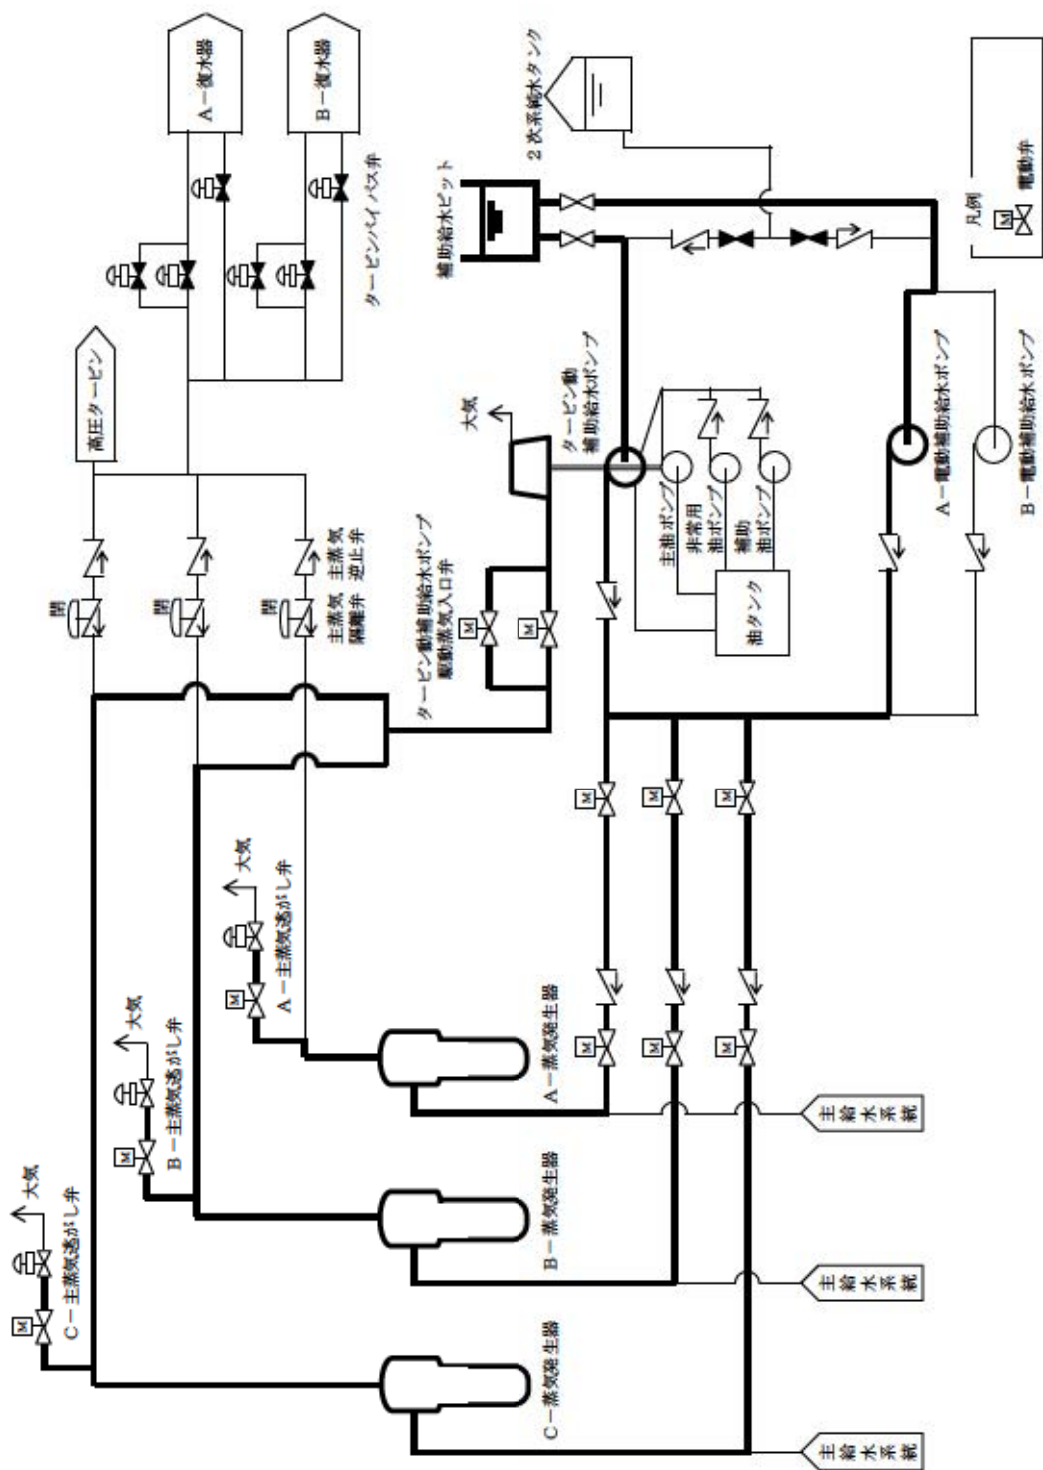 A-復水器
B-復水器
タービンバイパス弁
高圧タービン
2次系純水タンク
補助給水ピット
凡例
M
電動弁
閉
閉
閉
主蒸気
隔離弁
主蒸気
逆止弁
大気
タービン動
補助給水ポンプ
タービン動補助給水ポンプ
駆動蒸気入口弁
M
M
主油ポンプ
非常用
油ポンプ
補助
油ポンプ
油タンク
A-電動補助給水ポンプ
B-電動補助給水ポンプ
M
M
M
大気
M
A-主蒸気逃がし弁
大気
M
B-主蒸気逃がし弁
大気
M
C-主蒸気逃がし弁
A-蒸気発生器
B-蒸気発生器
C-蒸気発生器
M
M
M
主給水系統
主給水系統
主給水系統